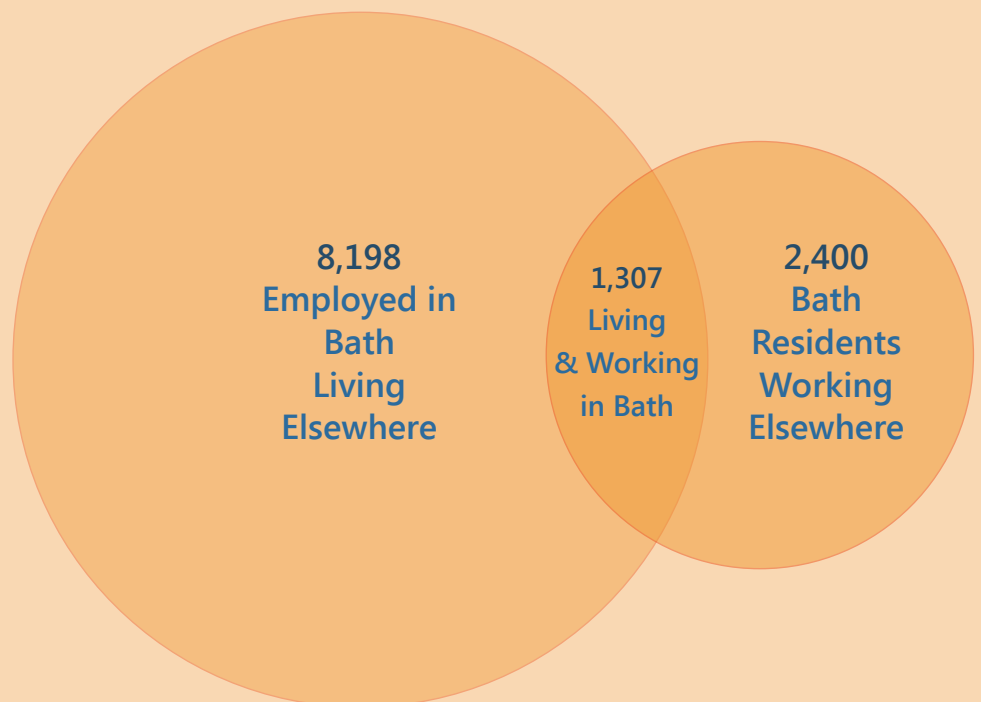 8,198
Employed in
Bath
Living
Elsewhere
1,307
Living
& Working
in Bath
2,400
Bath
Residents
Working
Elsewhere